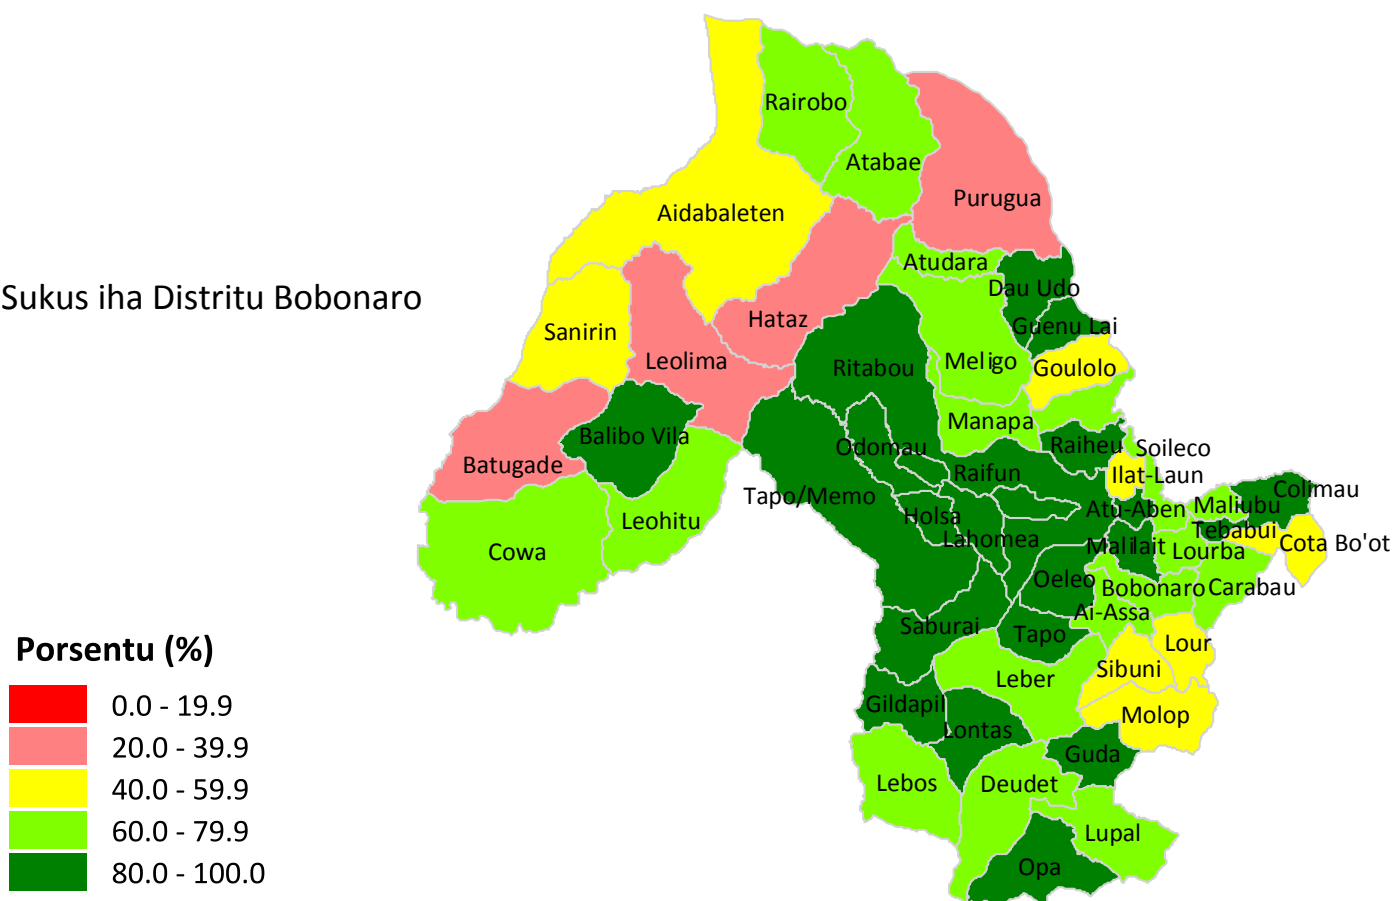 Rairobo
Atabae
Purugua
Aidabaleten
Atudara
Dau Udo
Sukus iha Distritu Bobonaro
Guenu Lai
Sanirin
Hataz
Leolima
Ritabou
Meligo
Goulolo
Manapa
Balibo Vila
Odomau
Raiheu
Soileco
Batugade
Raifun
Ilat-Laun
Tapo/Memo
Colimau
Maliubu
Atu-Aben
Leohitu
Holsa
Tebabui
Cowa
Lahomea
Malilait
Lourba
Cota Bo'ot
Oeleo
Bobonaro
Carabau
Ai-Assa
Saburai
Tapo
Lour
Porsentu (%)
Sibuni
Leber
0.0 - 19.9
Gildapil
Molop
Lontas
20.0 - 39.9
Guda
Lebos
Deudet
40.0 - 59.9
60.0 - 79.9
Lupal
80.0 - 100.0
Opa